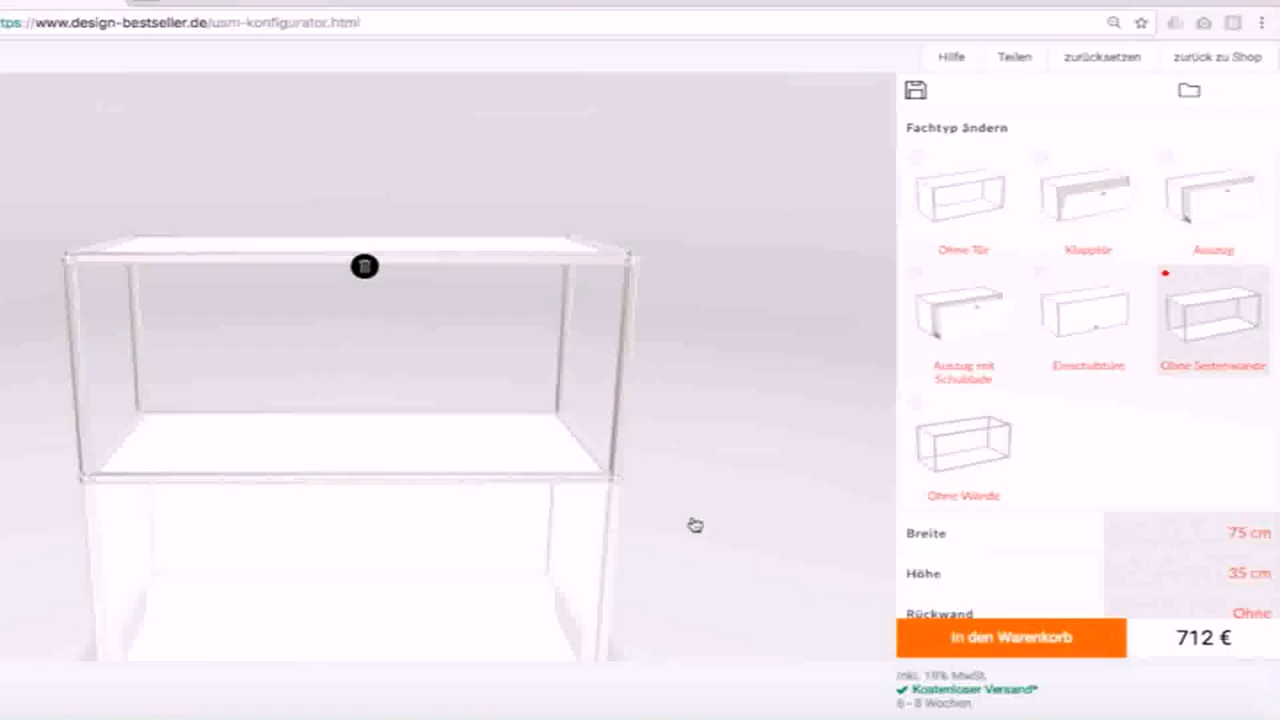 tps://www.design-bestseller.de/usm-konfigurator.html
Hilfe Teilen zurücksetzen zurück zu Shop
Fachtyp ändern
Ohne Tür Klapptür Auszug
Auszug mit Schublade Einschubtüre Ohne Seitenwände
Ohne Wände
Breite 75 cm
Höhe 35 cm
Rückwand Ohne
In den Warenkorb 712 €
inkl. 19% MwSt.
Kostenloser Versand*
6 - 8 Wochen